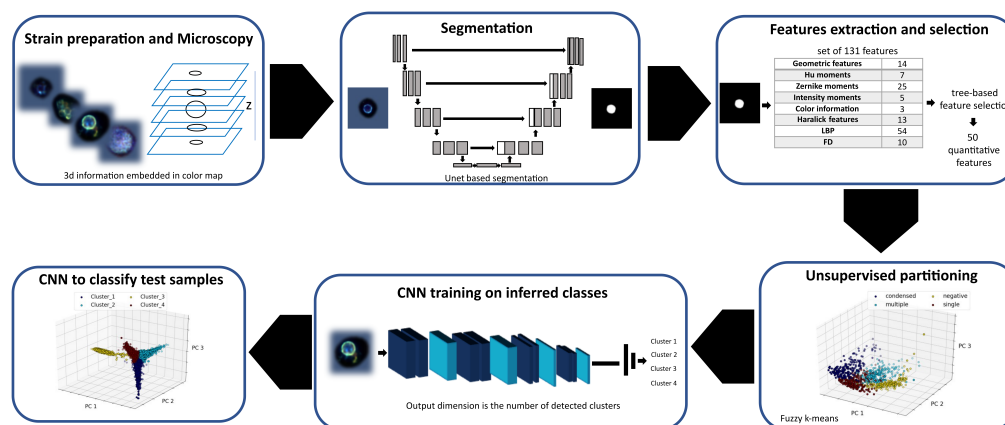 Strain preparation and Microscopy
Z
3d information embedded in color map
Segmentation
Unet based segmentation
Features extraction and selection
set of 131 features
Geometric features 14
Hu moments 7
Zernike moments 25
Intensity moments 5
Color information 3
Haralick features 13
LBP 54
FD 10
tree-based
feature selectio
50
quantitative
features
CNN to classify test samples
Cluster_1 Cluster_3
Cluster_2 Cluster_4
PC 3
PC 1
PC 2
CNN training on inferred classes
Cluster 1
Cluster 2
Cluster 3
Cluster 4
Output dimension is the number of detected clusters
Unsupervised partitioning
condensed negative
multiple single
PC 3
PC 2
PC 1
Fuzzy k-means